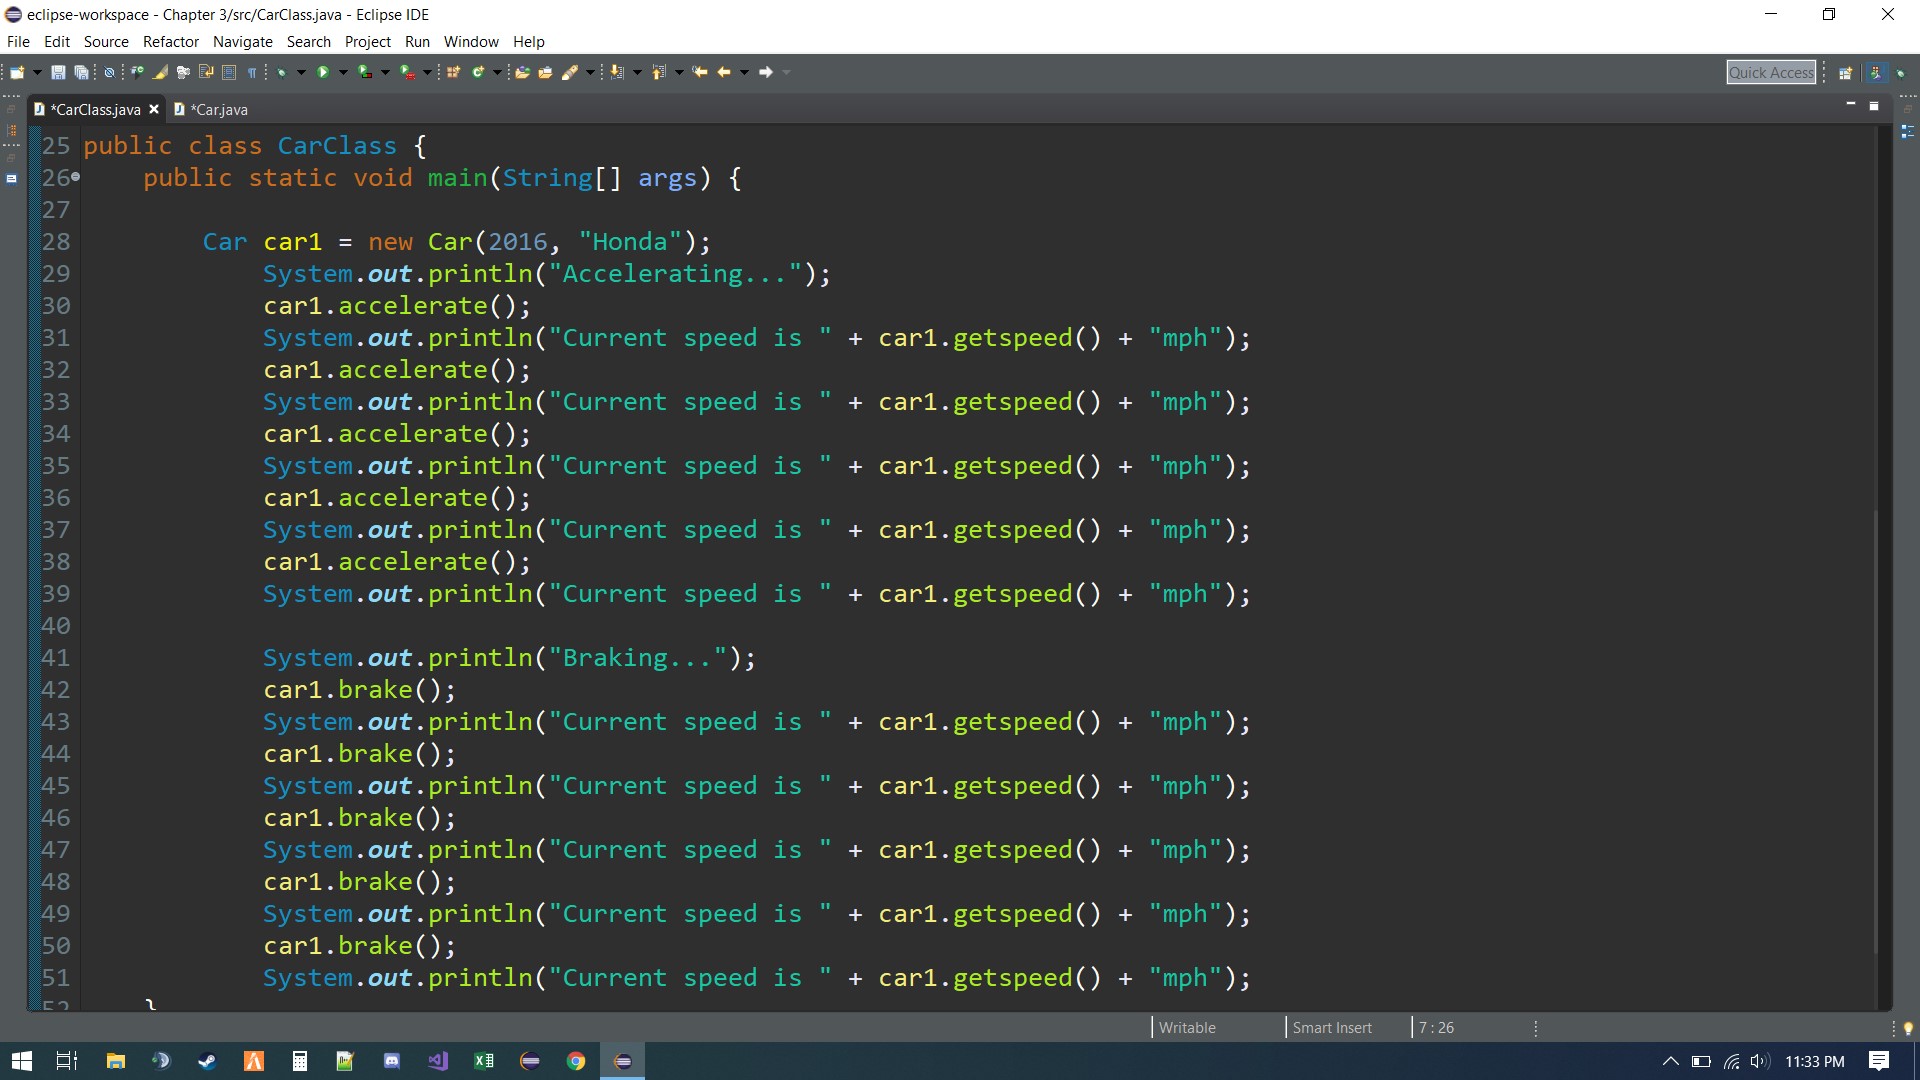 eclipse-workspace - Chapter 3/src/CarClass.java - Eclipse IDE
File Edit Source Refactor Navigate Search Project Run Window Help
Quick Access
*CarClass.java *Car.java
25 public class CarClass {
26 public static void main(String[] args) {
27
28 Car car1 = new Car(2016, "Honda");
29 System.out.println("Accelerating...");
30 car1.accelerate();
31 System.out.println("Current speed is " + car1.getspeed() + "mph");
32 car1.accelerate();
33 System.out.println("Current speed is " + car1.getspeed() + "mph");
34 car1.accelerate();
35 System.out.println("Current speed is " + car1.getspeed() + "mph");
36 car1.accelerate();
37 System.out.println("Current speed is " + car1.getspeed() + "mph");
38 car1.accelerate();
39 System.out.println("Current speed is " + car1.getspeed() + "mph");
40
41 System.out.println("Braking...");
42 car1.brake();
43 System.out.println("Current speed is " + car1.getspeed() + "mph");
44 car1.brake();
45 System.out.println("Current speed is " + car1.getspeed() + "mph");
46 car1.brake();
47 System.out.println("Current speed is " + car1.getspeed() + "mph");
48 car1.brake();
49 System.out.println("Current speed is " + car1.getspeed() + "mph");
50 car1.brake();
51 System.out.println("Current speed is " + car1.getspeed() + "mph");
52 }
Writable Smart Insert 7 : 26
11:33 PM